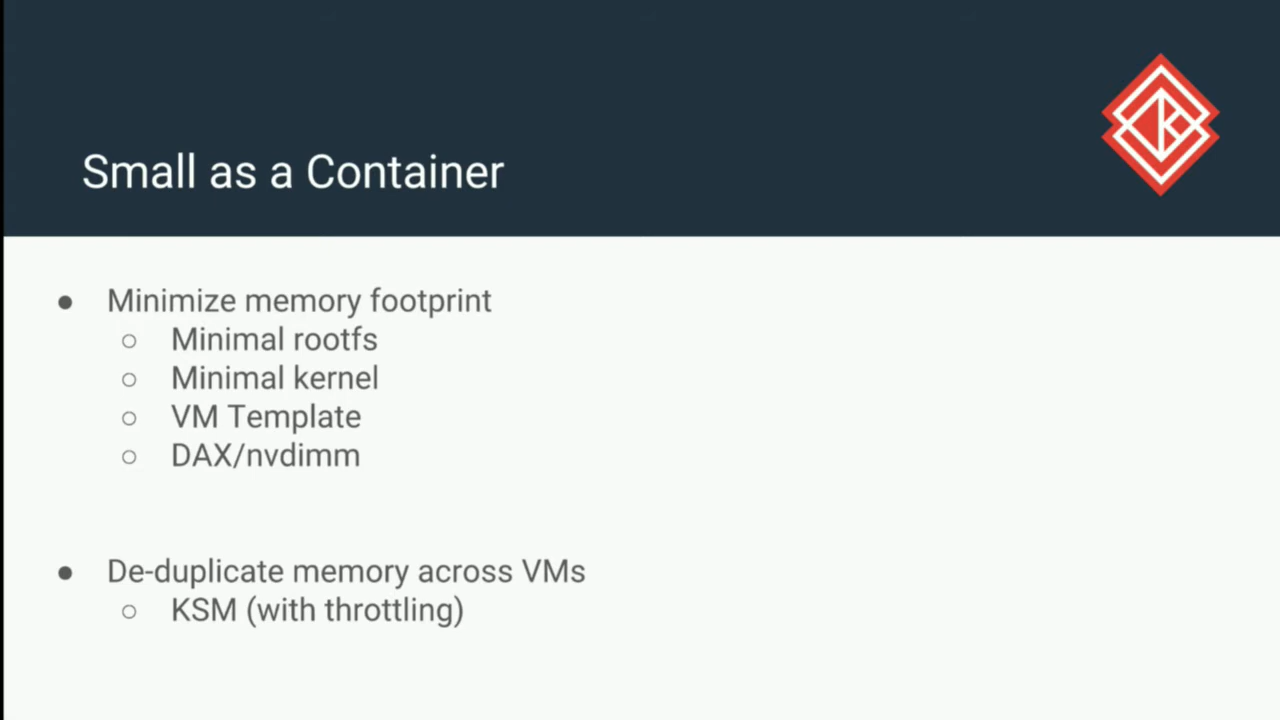 Small as a Container
● Minimize memory footprint
○ Minimal rootfs
○ Minimal kernel
○ VM Template
○ DAX/nvdimm
● De-duplicate memory across VMs
○ KSM (with throttling)